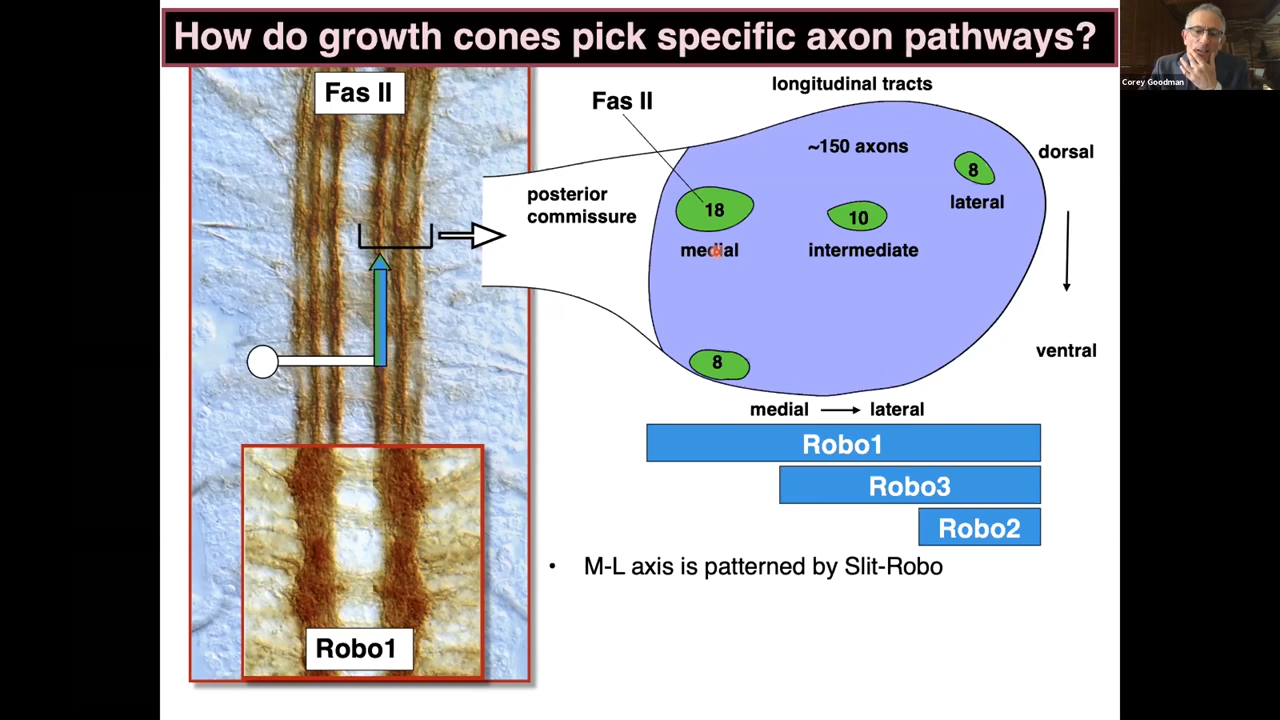 How do growth cones pick specific axon pathways?
Corey Goodman
Fas II
Fas II
longitudinal tracts
~150 axons
dorsal
posterior
commissure
18
10
8
lateral
medial
intermediate
ventral
8
medial
lateral
Robo1
Robo3
Robo2
• M-L axis is patterned by Slit-Robo
Robo1